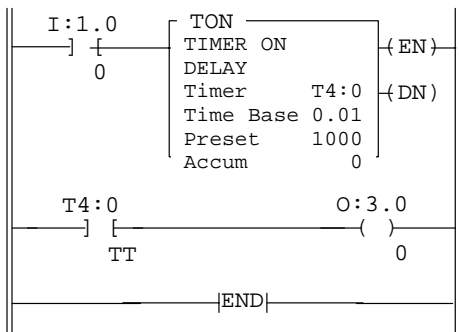 I:1.0
TON
] [
TIMER ON
(EN)
0
DELAY
Timer T4:0
(DN)
Time Base 0.01
Preset 1000
Accum 0
T4:0 O:3.0
] [ ( )
TT 0
END